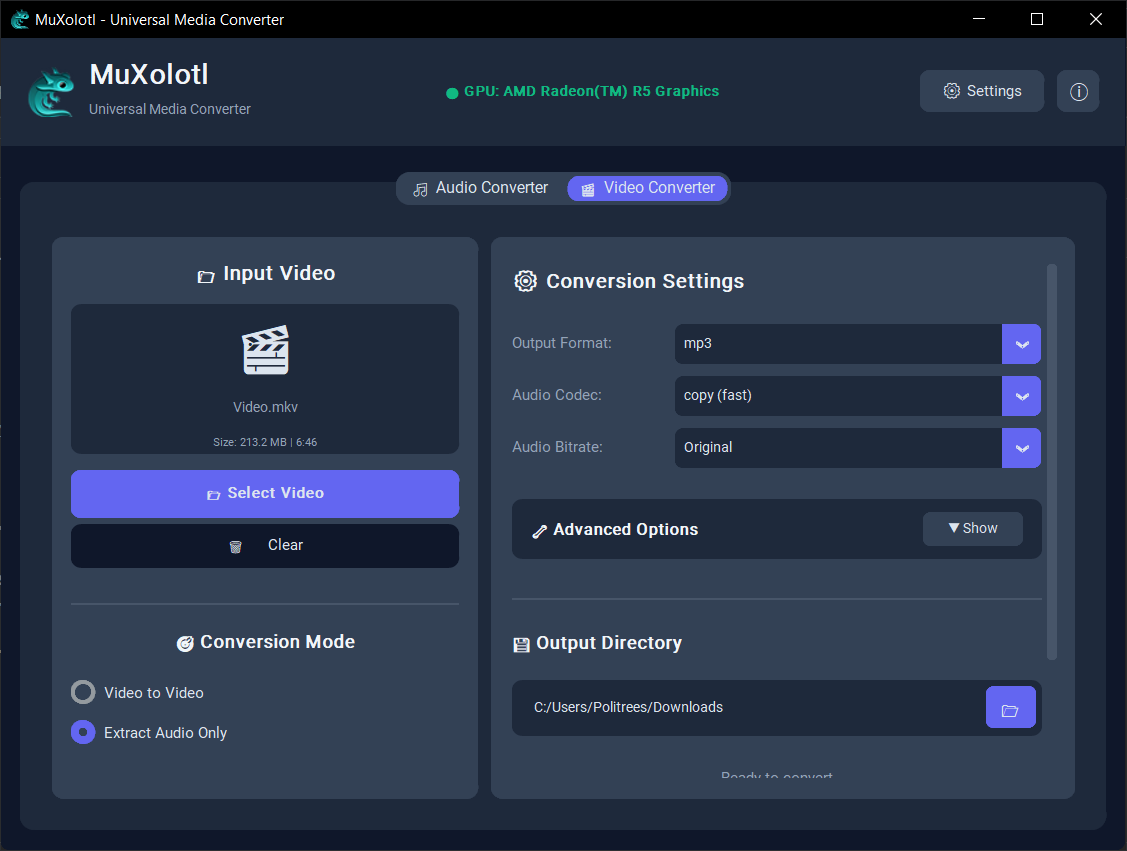 MuXolotl - Universal Media Converter
MuXolotl
Universal Media Converter
GPU: AMD Radeon(TM) R5 Graphics
Settings
Audio Converter
Video Converter
Input Video
Video.mkv
Size: 213.2 MB | 6:46
Select Video
Clear
Conversion Mode
Video to Video
Extract Audio Only
Conversion Settings
Output Format:
mp3
Audio Codec:
copy (fast)
Audio Bitrate:
Original
Advanced Options
▼ Show
Output Directory
C:/Users/Politrees/Downloads
Ready to convert